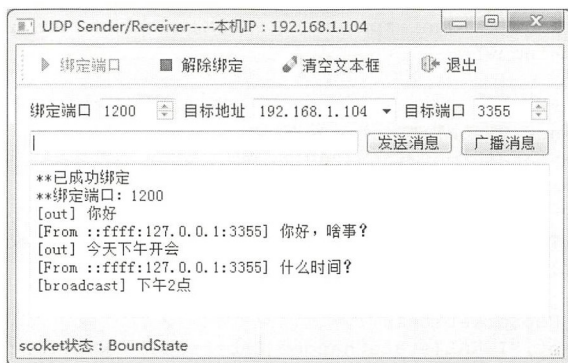 UDP Sender/Receiver----本机IP：192.168.1.104
绑定端口 解除绑定 清空文本框 退出
绑定端口 1200 目标地址 192.168.1.104 目标端口 3355
发送消息 广播消息
**已成功绑定
**绑定端口: 1200
[out] 你好
[From ::ffff:127.0.0.1:3355] 你好，啥事?
[out] 今天下午开会
[From ::ffff:127.0.0.1:3355] 什么时间?
[broadcast] 下午2点
scoket状态：BoundState